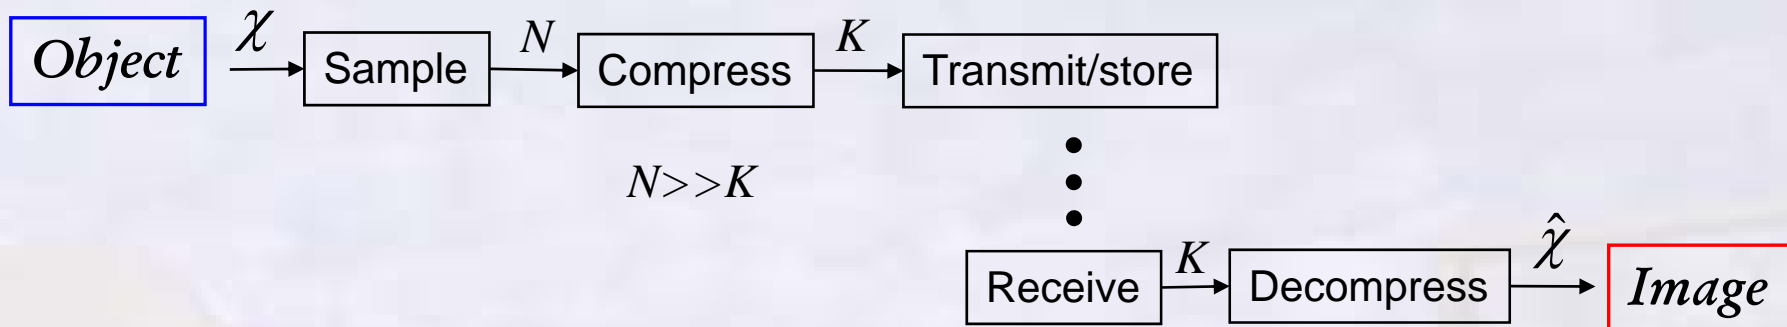 Object χ Sample N Compress K Transmit/store
N>>K
Receive K Decompress χ̂ Image